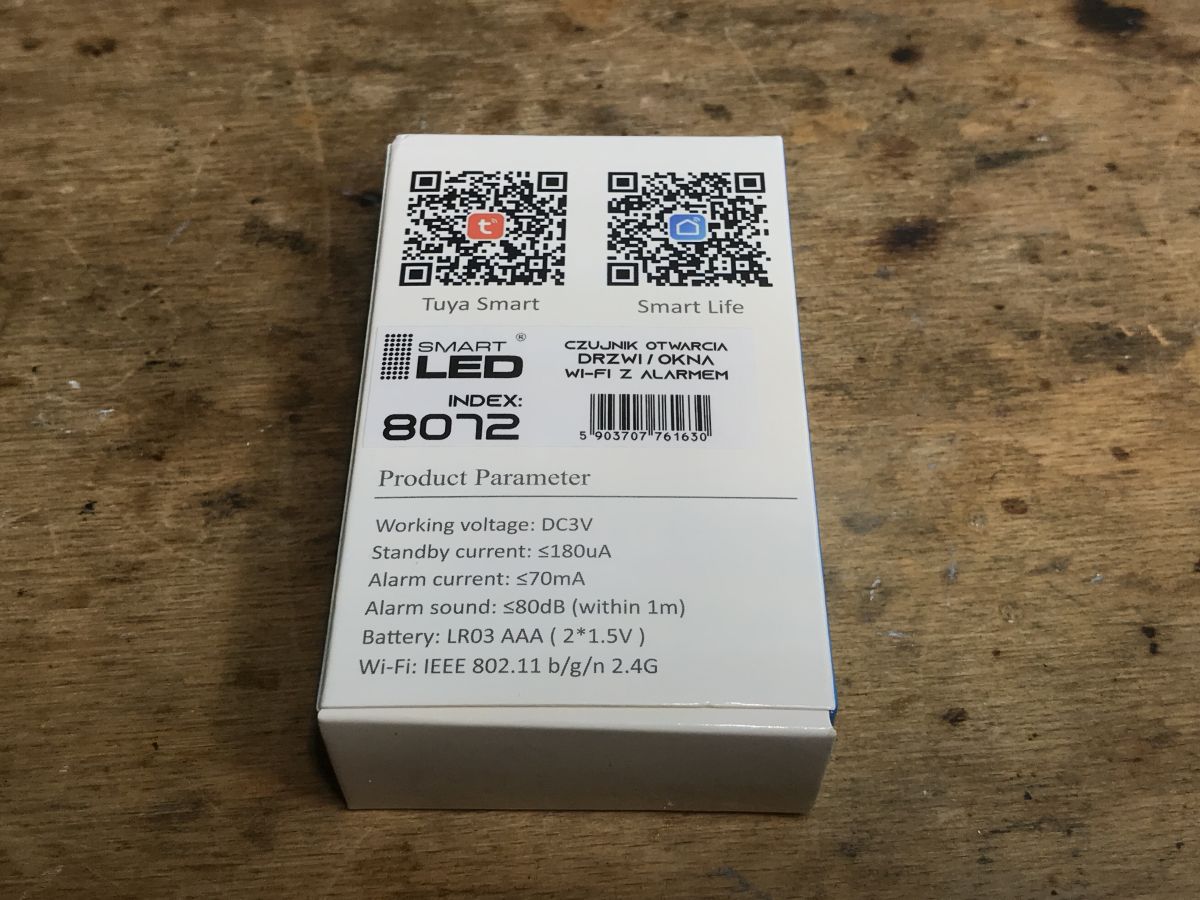 Tuya Smart
Smart Life
SMART ®
LED
INDEX:
8072
CZUJNIK OTWARCIA
DRZWI / OKNA
WI-FI Z ALARMEM
5 903707 761630
Product Parameter
Working voltage: DC3V
Standby current: ≤180uA
Alarm current: ≤70mA
Alarm sound: ≤80dB (within 1m)
Battery: LR03 AAA ( 2*1.5V )
Wi-Fi: IEEE 802.11 b/g/n 2.4G